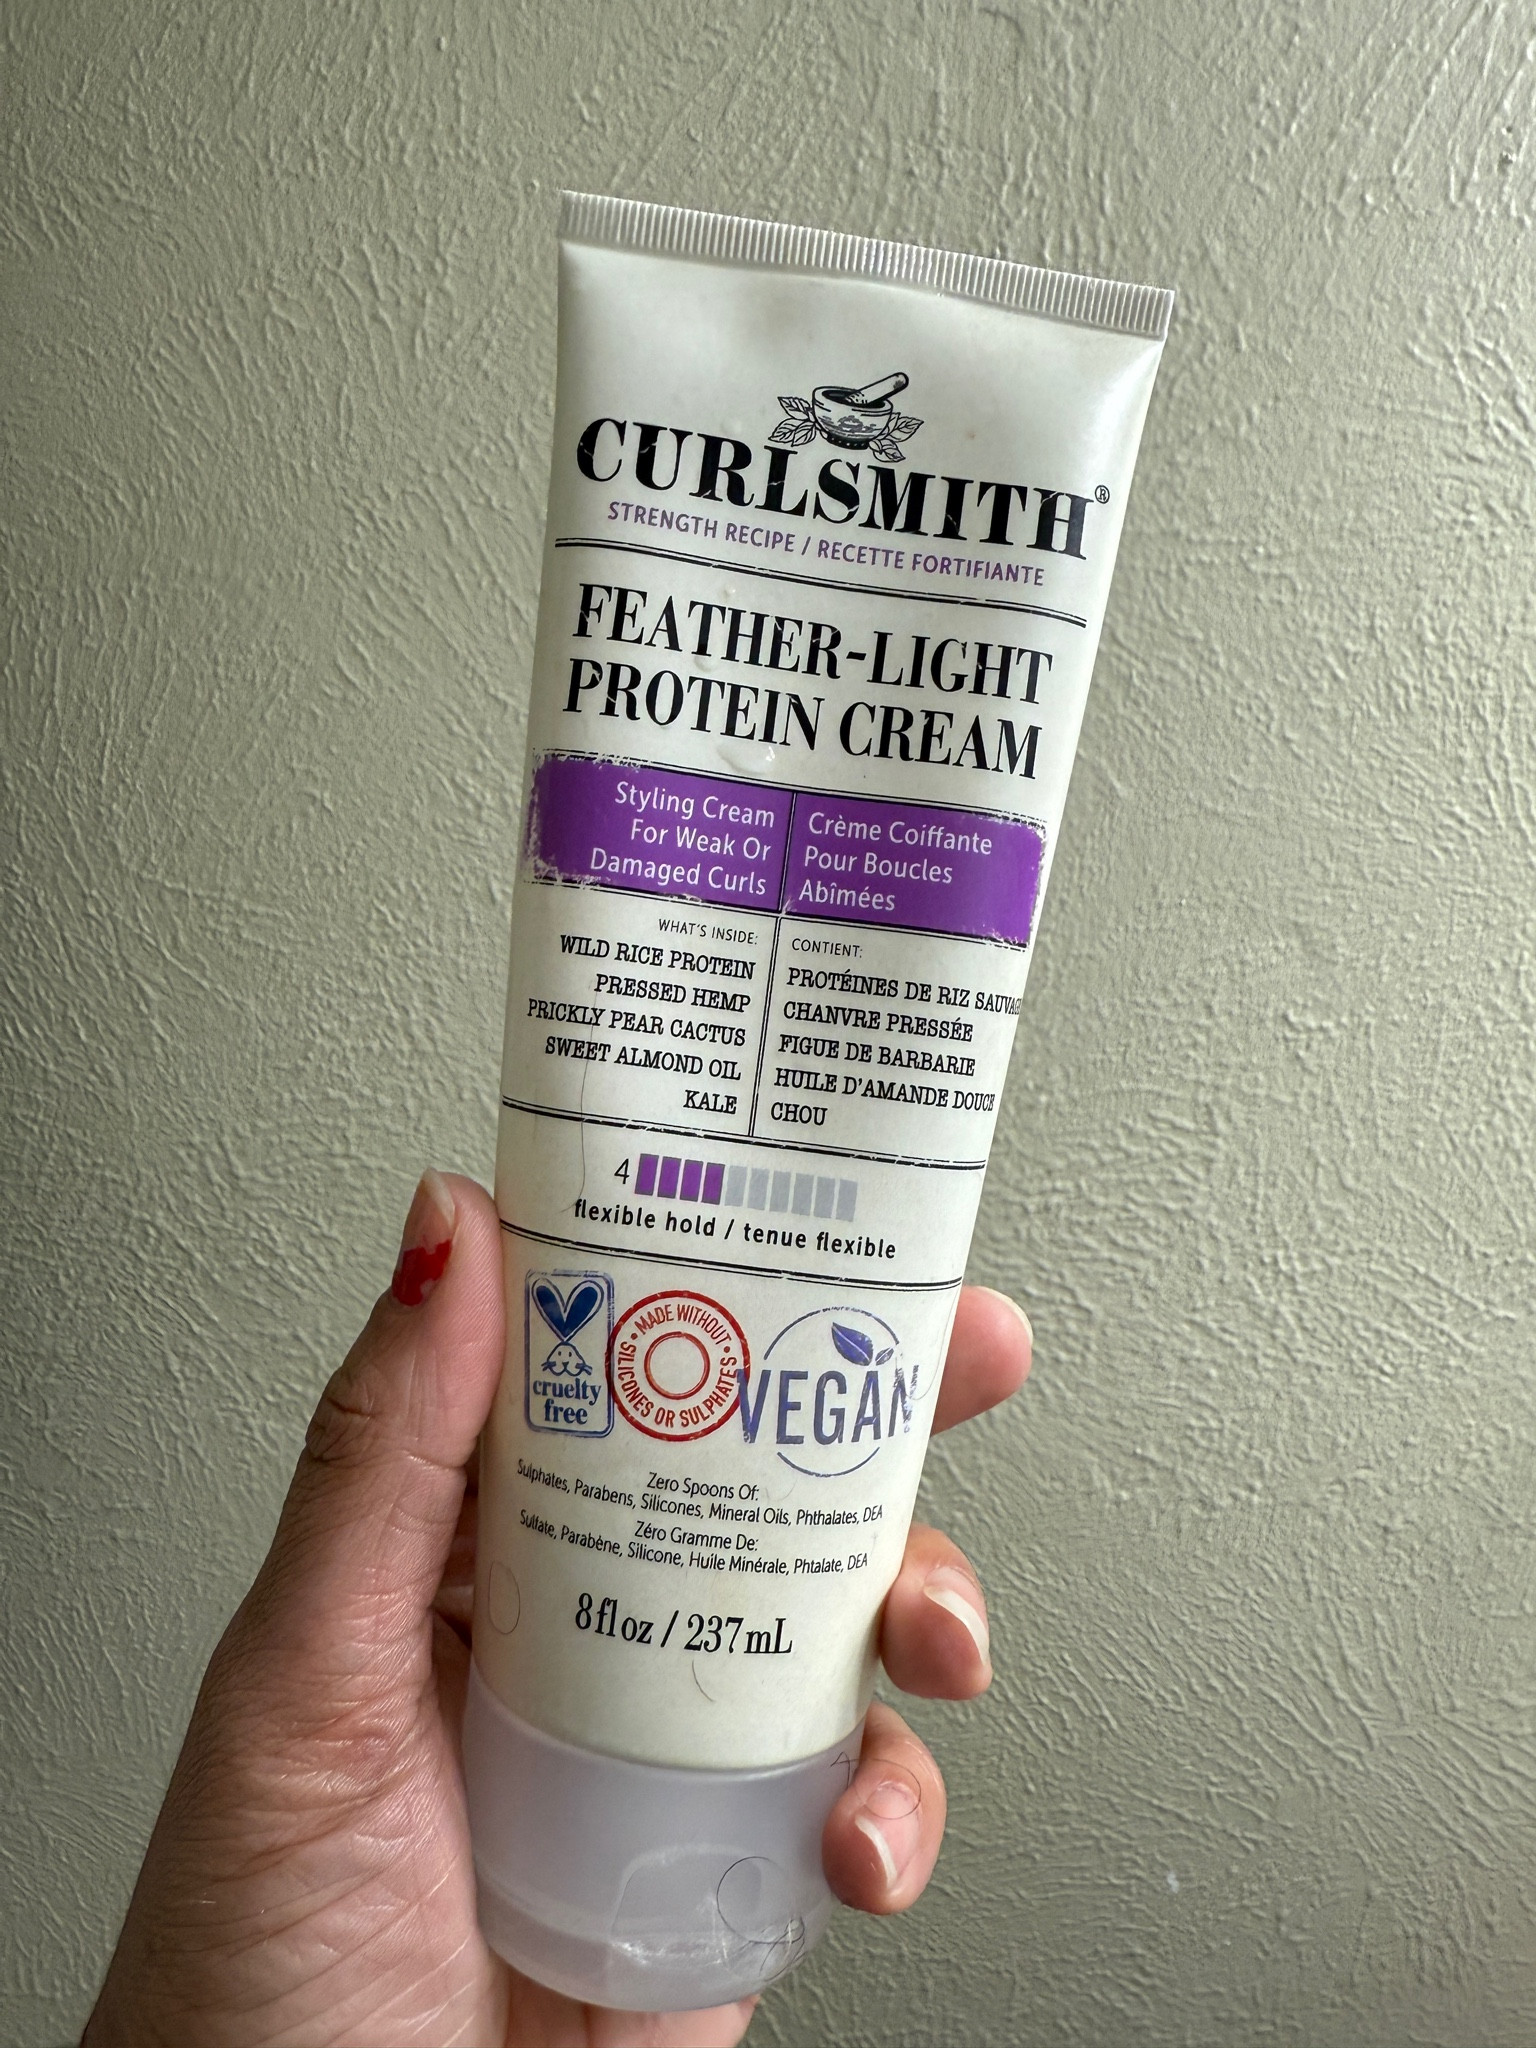 CURLSMITH®
STRENGTH RECIPE / RECETTE FORTIFIANTE
FEATHER-LIGHT
PROTEIN CREAM
Styling Cream
For Weak Or
Damaged Curls
Crème Coiffante
Pour Boucles
Abîmées
WHAT'S INSIDE:
WILD RICE PROTEIN
PRESSED HEMP
PRICKLY PEAR CACTUS
SWEET ALMOND OIL
KALE
CONTIENT:
PROTÉINES DE RIZ SAUVAGE
CHANVRE PRESSÉE
FIGUE DE BARBARIE
HUILE D'AMANDE DOUCE
CHOU
4
flexible hold / tenue flexible
cruelty
free
• MADE WITHOUT •
SILICONES OR SULPHATES
VEGAN
Zero Spoons Of:
Sulphates, Parabens, Silicones, Mineral Oils, Phthalates, DEA
Zéro Gramme De:
Sulfate, Parabène, Silicone, Huile Minérale, Phtalate, DEA
8 fl oz / 237 mL